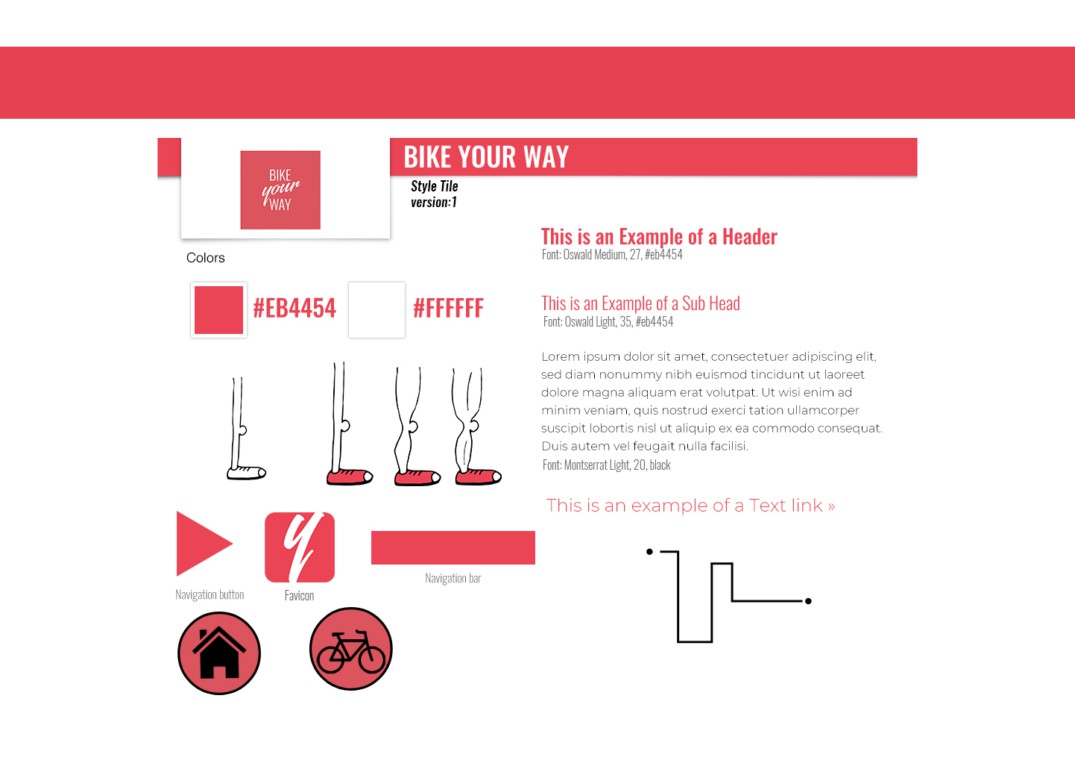 BIKE YOUR WAY
BIKE
your
WAY
Style Tile
version:1
Colors
#EB4454
#FFFFFF
This is an Example of a Header
Font: Oswald Medium, 27, #eb4454
This is an Example of a Sub Head
Font: Oswald Light, 35, #eb4454
Lorem ipsum dolor sit amet, consectetuer adipiscing elit,
sed diam nonummy nibh euismod tincidunt ut laoreet
dolore magna aliquam erat volutpat. Ut wisi enim ad
minim veniam, quis nostrud exerci tation ullamcorper
suscipit lobortis nisl ut aliquip ex ea commodo consequat.
Duis autem vel feugait nulla facilisi.
Font: Montserrat Light, 20, black
This is an example of a Text link »
y
Navigation button
Favicon
Navigation bar